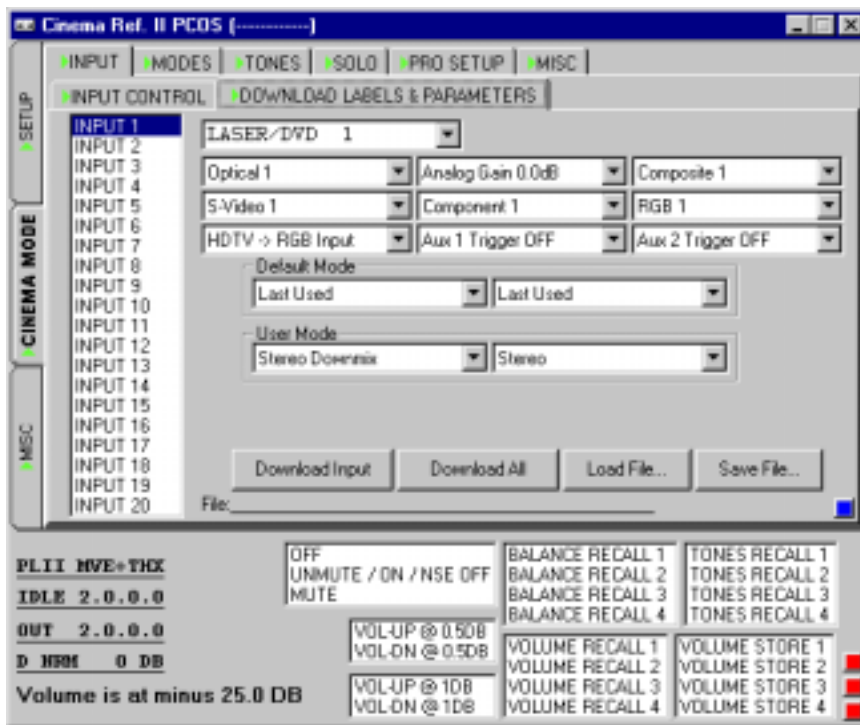 Cinema Ref. II PCOS (------------)
INPUT MODES TONES SOLO PRO SETUP MISC
INPUT CONTROL DOWNLOAD LABELS & PARAMETERS
SETUP
CINEMA MODE
MISC
INPUT 1
INPUT 2
INPUT 3
INPUT 4
INPUT 5
INPUT 6
INPUT 7
INPUT 8
INPUT 9
INPUT 10
INPUT 11
INPUT 12
INPUT 13
INPUT 14
INPUT 15
INPUT 16
INPUT 17
INPUT 18
INPUT 19
INPUT 20
LASER/DVD 1
Optical 1 Analog Gain 0.0dB Composite 1
S-Video 1 Component 1 RGB 1
HDTV -> RGB Input Aux 1 Trigger OFF Aux 2 Trigger OFF
Default Mode
Last Used Last Used
User Mode
Stereo Downmix Stereo
Download Input Download All Load File... Save File...
File:
PLII MVE+THX
IDLE 2.0.0.0
OUT 2.0.0.0
D NRM 0 DB
Volume is at minus 25.0 DB
OFF
UNMUTE / ON / NSE OFF
MUTE
VOL-UP @ 0.5DB
VOL-DN @ 0.5DB
VOL-UP @ 1DB
VOL-DN @ 1DB
BALANCE RECALL 1
BALANCE RECALL 2
BALANCE RECALL 3
BALANCE RECALL 4
TONES RECALL 1
TONES RECALL 2
TONES RECALL 3
TONES RECALL 4
VOLUME RECALL 1
VOLUME RECALL 2
VOLUME RECALL 3
VOLUME RECALL 4
VOLUME STORE 1
VOLUME STORE 2
VOLUME STORE 3
VOLUME STORE 4